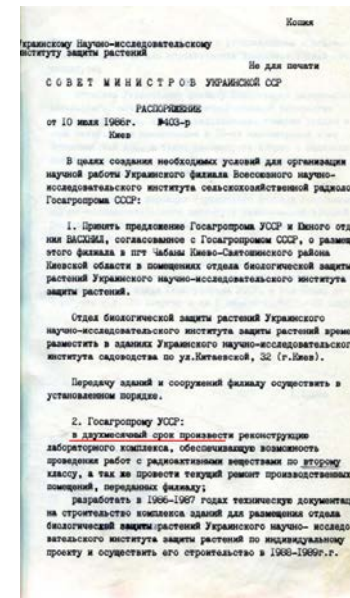 Копия
Украинскому Научно-исследовательскому
институту защиты растений
Не для печати
СОВЕТ МИНИСТРОВ УКРАИНСКОЙ ССР
РАСПОРЯЖЕНИЕ
от 10 июля 1986г. №403-р
Киев
В целях создания необходимых условий для организации
научной работы Украинского филиала Всесоюзного научно-
исследовательского института сельскохозяйственной радиоло
Госагропрома СССР:
1. Принять предложение Госагропрома УССР и Южного отд
ния ВАСХНИЛ, согласованное с Госагропромом СССР, о размещ
этого филиала в пгт Чабаны Киево-Святошинского района
Киевской области в помещениях отдела биологической защиты
растений Украинского научно-исследовательского института
защиты растений.
Отдел биологической защиты растений Украинского
научно-исследовательского института защиты растений време
разместить в зданиях Украинского научно-исследовательског
института садоводства по ул.Китаевской, 32 (г.Киев).
Передачу зданий и сооружений филиалу осуществить в
установленном порядке.
2. Госагропрому УССР:
в двухмесячный срок произвести реконструкцию
лабораторного комплекса, обеспечивающую возможность
проведения работ с радиоактивными веществами по второму
классу, а так же провести текущий ремонт производственных
помещений, переданных филиалу;
разработать в 1986-1987 годах техническую документац
на строительство комплекса зданий для размещения отдела
биологической защиты растений Украинского научно- исследо
вательского института защиты растений по индивидуальному
проекту и осуществить его строительство в 1988-1989г.г.